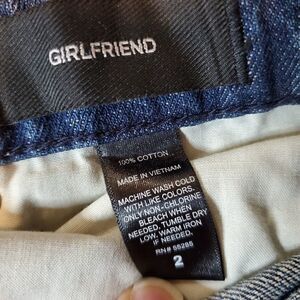 GIRLFRIEND
100% COTTON
MADE IN VIETNAM
MACHINE WASH COLD
WITH LIKE COLORS.
ONLY NON-CHLORINE
BLEACH WHEN
NEEDED. TUMBLE DRY
LOW. WARM IRON
IF NEEDED.
RN# 55285
2